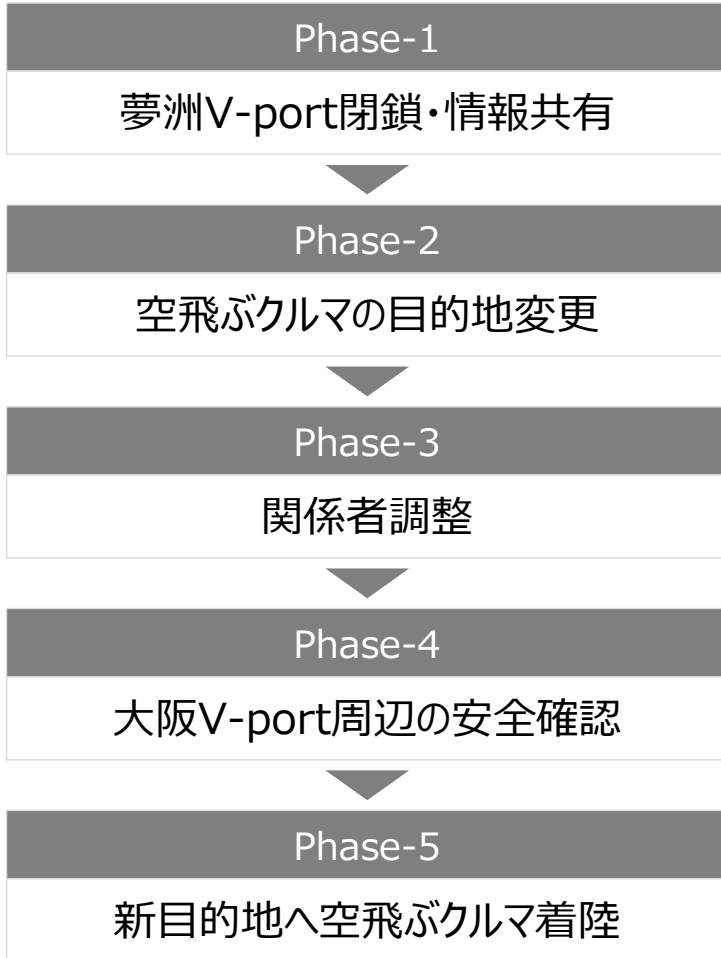 Phase-1
夢洲V-port閉鎖・情報共有
Phase-2
空飛ぶクルマの目的地変更
Phase-3
関係者調整
Phase-4
大阪V-port周辺の安全確認
Phase-5
新目的地へ空飛ぶクルマ着陸